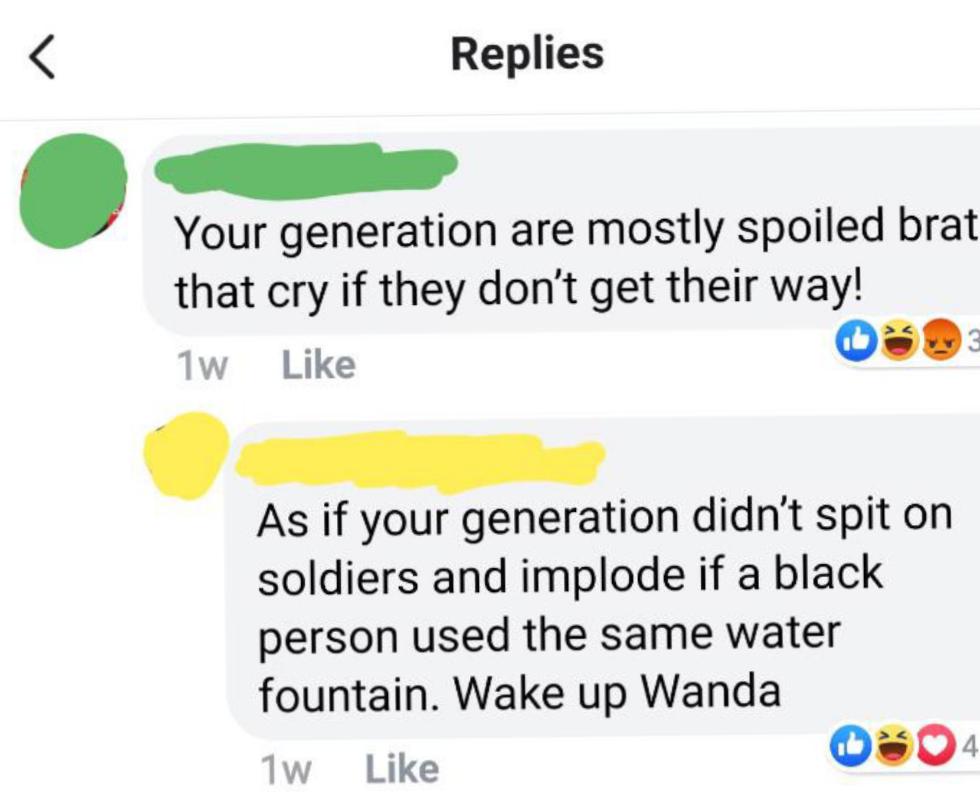 Replies
Your generation are mostly spoiled brat
that cry if they don't get their way!
1w Like
3
As if your generation didn't spit on
soldiers and implode if a black
person used the same water
fountain. Wake up Wanda
1w Like
4